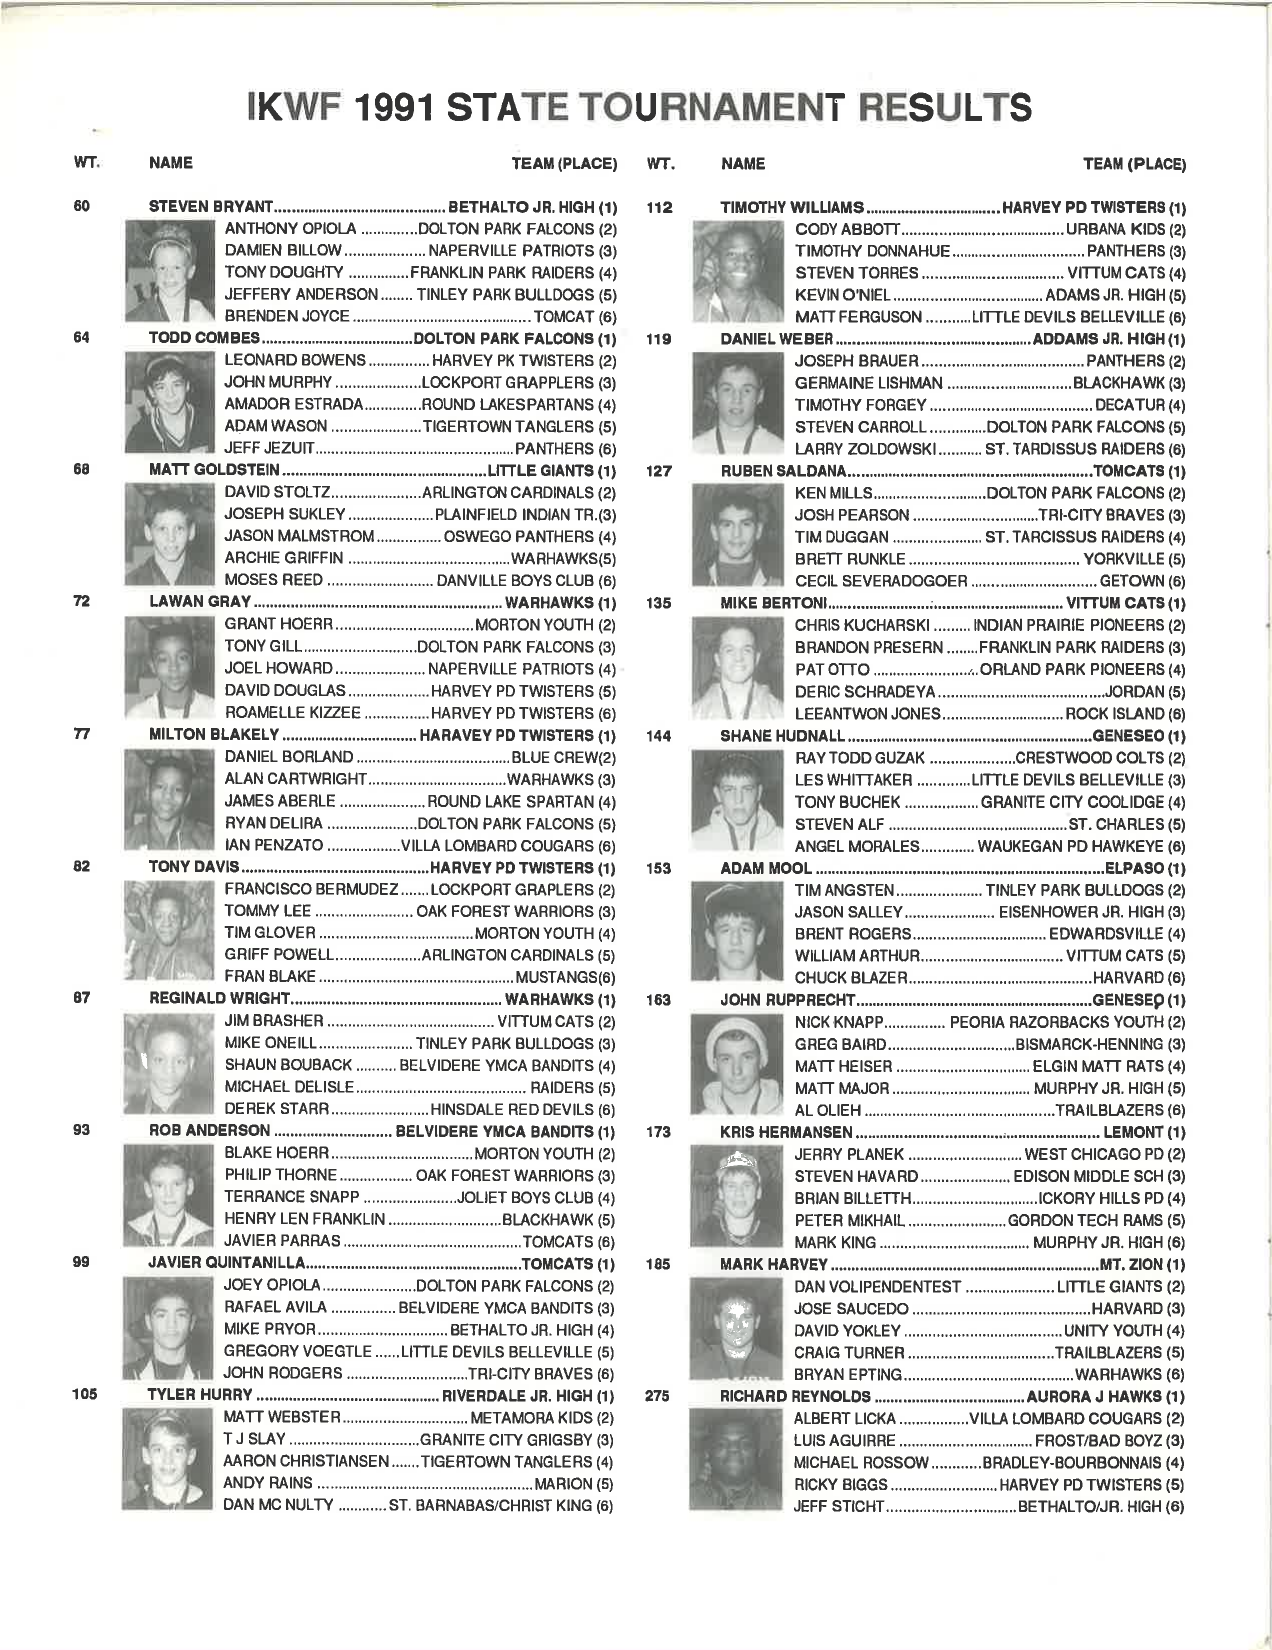 IKWF 1991 STATE TOURNAMENT RESULTS
WT. NAME TEAM (PLACE)
60 STEVEN BRYANT BETHALTO JR. HIGH (1)
ANTHONY OPIOLA DOLTON PARK FALCONS (2)
DAMIEN BILLOW NAPERVILLE PATRIOTS (3)
TONY DOUGHTY FRANKLIN PARK RAIDERS (4)
JEFFERY ANDERSON TINLEY PARK BULLDOGS (5)
BRENDEN JOYCE TOMCAT (6)
64 TODD COMBES DOLTON PARK FALCONS (1)
LEONARD BOWENS HARVEY PK TWISTERS (2)
JOHN MURPHY LOCKPORT GRAPPLERS (3)
AMADOR ESTRADA ROUND LAKESPARTANS (4)
ADAM WASON TIGERTOWN TANGLERS (5)
JEFF JEZUIT PANTHERS (6)
68 MATT GOLDSTEIN LITTLE GIANTS (1)
DAVID STOLTZ ARLINGTON CARDINALS (2)
JOSEPH SUKLEY PLAINFIELD INDIAN TR.(3)
JASON MALMSTROM OSWEGO PANTHERS (4)
ARCHIE GRIFFIN WARHAWKS(5)
MOSES REED DANVILLE BOYS CLUB (6)
72 LAWAN GRAY WARHAWKS (1)
GRANT HOERR MORTON YOUTH (2)
TONY GILL DOLTON PARK FALCONS (3)
JOEL HOWARD NAPERVILLE PATRIOTS (4)
DAVID DOUGLAS HARVEY PD TWISTERS (5)
ROAMELLE KIZZEE HARVEY PD TWISTERS (6)
77 MILTON BLAKELY HARAVEY PD TWISTERS (1)
DANIEL BORLAND BLUE CREW(2)
ALAN CARTWRIGHT WARHAWKS (3)
JAMES ABERLE ROUND LAKE SPARTAN (4)
RYAN DELIRA DOLTON PARK FALCONS (5)
IAN PENZATO VILLA LOMBARD COUGARS (6)
82 TONY DAVIS HARVEY PD TWISTERS (1)
FRANCISCO BERMUDEZ LOCKPORT GRAPLERS (2)
TOMMY LEE OAK FOREST WARRIORS (3)
TIM GLOVER MORTON YOUTH (4)
GRIFF POWELL ARLINGTON CARDINALS (5)
FRAN BLAKE MUSTANGS(6)
87 REGINALD WRIGHT WARHAWKS (1)
JIM BRASHER VITTUM CATS (2)
MIKE ONEILL TINLEY PARK BULLDOGS (3)
SHAUN BOUBACK BELVIDERE YMCA BANDITS (4)
MICHAEL DELISLE RAIDERS (5)
DEREK STARR HINSDALE RED DEVILS (6)
93 ROB ANDERSON BELVIDERE YMCA BANDITS (1)
BLAKE HOERR MORTON YOUTH (2)
PHILIP THORNE OAK FOREST WARRIORS (3)
TERRANCE SNAPP JOLIET BOYS CLUB (4)
HENRY LEN FRANKLIN BLACKHAWK (5)
JAVIER PARRAS TOMCATS (6)
99 JAVIER QUINTANILLA TOMCATS (1)
JOEY OPIOLA DOLTON PARK FALCONS (2)
RAFAEL AVILA BELVIDERE YMCA BANDITS (3)
MIKE PRYOR BETHALTO JR. HIGH (4)
GREGORY VOEGTLE LITTLE DEVILS BELLEVILLE (5)
JOHN RODGERS TRI-CITY BRAVES (6)
105 TYLER HURRY RIVERDALE JR. HIGH (1)
MATT WEBSTER METAMORA KIDS (2)
T J SLAY GRANITE CITY GRIGSBY (3)
AARON CHRISTIANSEN TIGERTOWN TANGLERS (4)
ANDY RAINS MARION (5)
DAN MC NULTY ST. BARNABAS/CHRIST KING (6)
WT. NAME TEAM (PLACE)
112 TIMOTHY WILLIAMS HARVEY PD TWISTERS (1)
CODY ABBOTT URBANA KIDS (2)
TIMOTHY DONNAHUE PANTHERS (3)
STEVEN TORRES VITTUM CATS (4)
KEVIN O'NIEL ADAMS JR. HIGH (5)
MATT FERGUSON LITTLE DEVILS BELLEVILLE (6)
119 DANIEL WEBER ADDAMS JR. HIGH (1)
JOSEPH BRAUER PANTHERS (2)
GERMAINE LISHMAN BLACKHAWK (3)
TIMOTHY FORGEY DECATUR (4)
STEVEN CARROLL DOLTON PARK FALCONS (5)
LARRY ZOLDOWSKI ST. TARDISSUS RAIDERS (6)
127 RUBEN SALDANA TOMCATS (1)
KEN MILLS DOLTON PARK FALCONS (2)
JOSH PEARSON TRI-CITY BRAVES (3)
TIM DUGGAN ST. TARCISSUS RAIDERS (4)
BRETT RUNKLE YORKVILLE (5)
CECIL SEVERADOGOER GETOWN (6)
135 MIKE BERTONI VITTUM CATS (1)
CHRIS KUCHARSKI INDIAN PRAIRIE PIONEERS (2)
BRANDON PRESERN FRANKLIN PARK RAIDERS (3)
PAT OTTO ORLAND PARK PIONEERS (4)
DERIC SCHRADEYA JORDAN (5)
LEEANTWON JONES ROCK ISLAND (6)
144 SHANE HUDNALL GENESEO (1)
RAY TODD GUZAK CRESTWOOD COLTS (2)
LES WHITTAKER LITTLE DEVILS BELLEVILLE (3)
TONY BUCHEK GRANITE CITY COOLIDGE (4)
STEVEN ALF ST. CHARLES (5)
ANGEL MORALES WAUKEGAN PD HAWKEYE (6)
153 ADAM MOOL ELPASO (1)
TIM ANGSTEN TINLEY PARK BULLDOGS (2)
JASON SALLEY EISENHOWER JR. HIGH (3)
BRENT ROGERS EDWARDSVILLE (4)
WILLIAM ARTHUR VITTUM CATS (5)
CHUCK BLAZER HARVARD (6)
163 JOHN RUPPRECHT GENESEO (1)
NICK KNAPP PEORIA RAZORBACKS YOUTH (2)
GREG BAIRD BISMARCK-HENNING (3)
MATT HEISER ELGIN MATT RATS (4)
MATT MAJOR MURPHY JR. HIGH (5)
AL OLIEH TRAILBLAZERS (6)
173 KRIS HERMANSEN LEMONT (1)
JERRY PLANEK WEST CHICAGO PD (2)
STEVEN HAVARD EDISON MIDDLE SCH (3)
BRIAN BILLETTH ICKORY HILLS PD (4)
PETER MIKHAIL GORDON TECH RAMS (5)
MARK KING MURPHY JR. HIGH (6)
185 MARK HARVEY MT. ZION (1)
DAN VOLIPENDENTEST LITTLE GIANTS (2)
JOSE SAUCEDO HARVARD (3)
DAVID YOKLEY UNITY YOUTH (4)
CRAIG TURNER TRAILBLAZERS (5)
BRYAN EPTING WARHAWKS (6)
275 RICHARD REYNOLDS AURORA J HAWKS (1)
ALBERT LICKA VILLA LOMBARD COUGARS (2)
LUIS AGUIRRE FROST/BAD BOYZ (3)
MICHAEL ROSSOW BRADLEY-BOURBONNAIS (4)
RICKY BIGGS HARVEY PD TWISTERS (5)
JEFF STICHT BETHALTO/JR. HIGH (6)